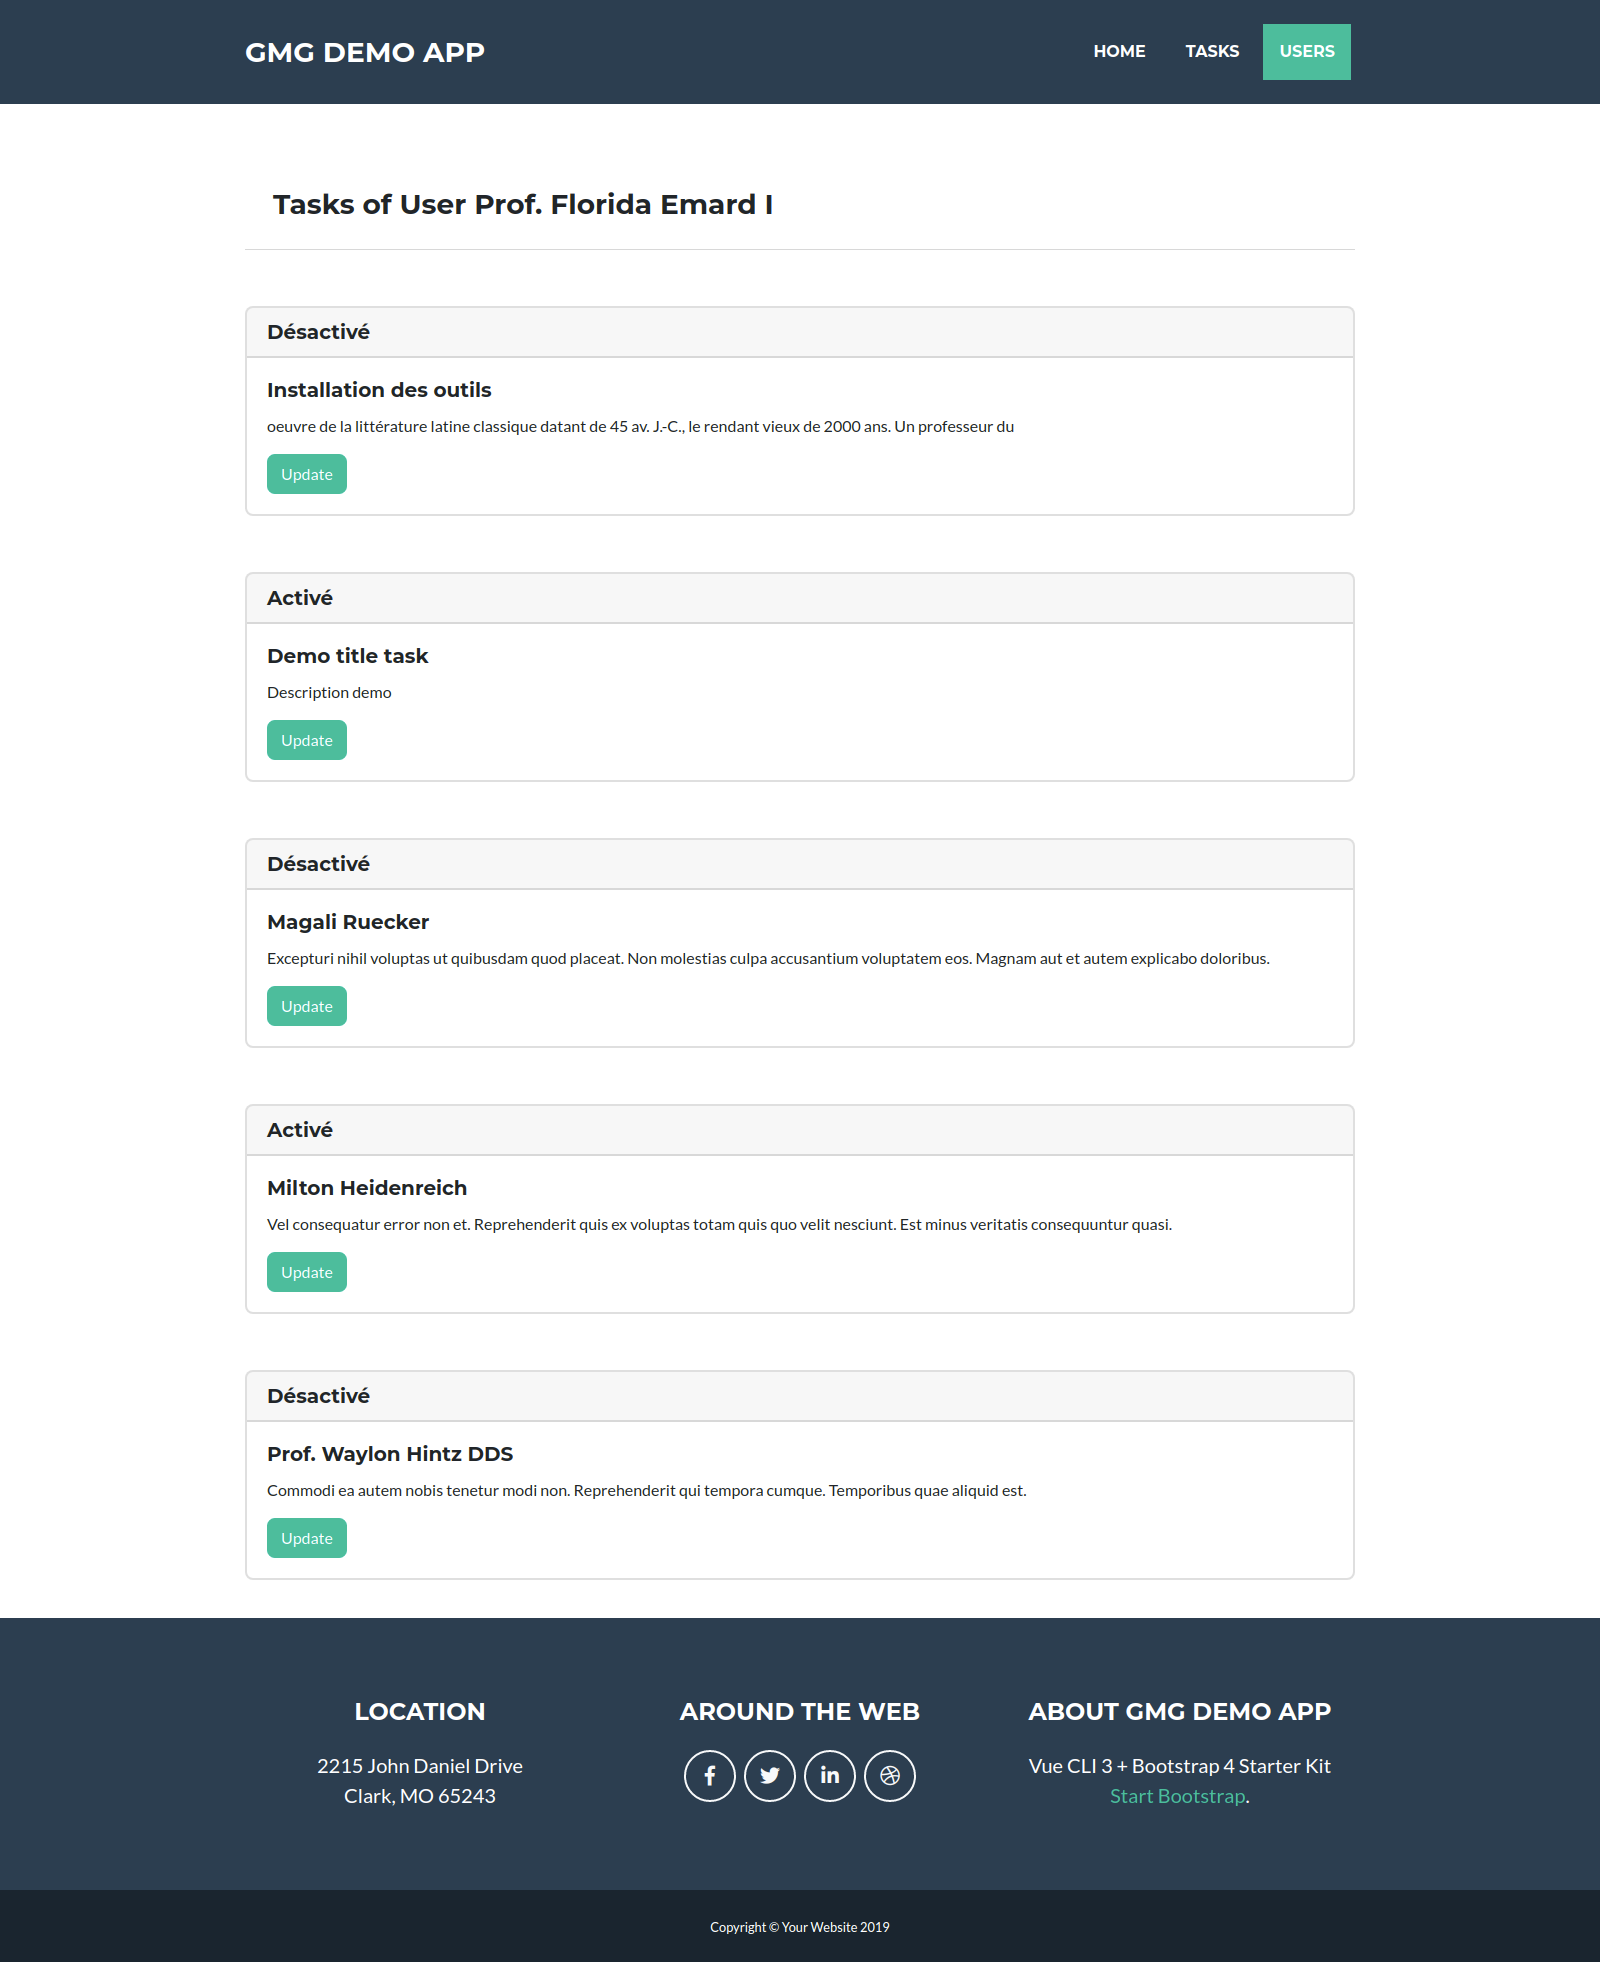 GMG DEMO APP
HOME TASKS USERS
Tasks of User Prof. Florida Emard I
Désactivé
Installation des outils
oeuvre de la littérature latine classique datant de 45 av. J.-C., le rendant vieux de 2000 ans. Un professeur du
Update
Activé
Demo title task
Description demo
Update
Désactivé
Magali Ruecker
Excepturi nihil voluptas ut quibusdam quod placeat. Non molestias culpa accusantium voluptatem eos. Magnam aut et autem explicabo doloribus.
Update
Activé
Milton Heidenreich
Vel consequatur error non et. Reprehenderit quis ex voluptas totam quis quo velit nesciunt. Est minus veritatis consequuntur quasi.
Update
Désactivé
Prof. Waylon Hintz DDS
Commodi ea autem nobis tenetur modi non. Reprehenderit qui tempora cumque. Temporibus quae aliquid est.
Update
LOCATION
2215 John Daniel Drive
Clark, MO 65243
AROUND THE WEB
ABOUT GMG DEMO APP
Vue CLI 3 + Bootstrap 4 Starter Kit
Start Bootstrap.
Copyright © Your Website 2019